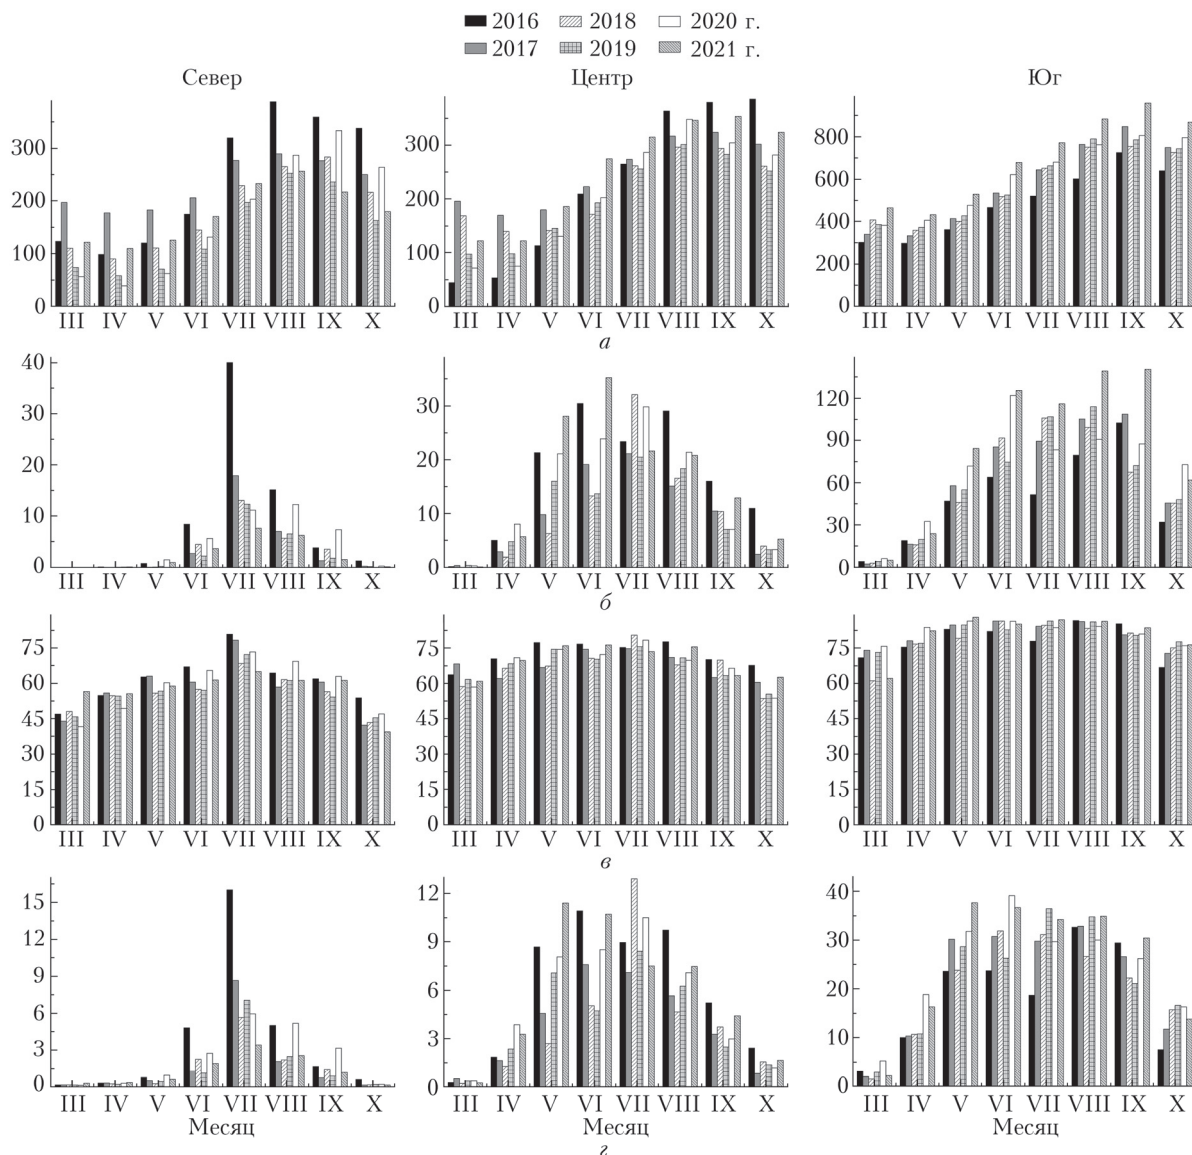 2016 2018 2020 г.
2017 2019 2021 г.
Север Центр Юг
300
200
100
0
III IV V VI VII VIII IX X
300
200
100
0
III IV V VI VII VIII IX X
800
600
400
200
0
III IV V VI VII VIII IX X
а
40
30
20
10
0
III IV V VI VII VIII IX X
30
20
10
0
III IV V VI VII VIII IX X
120
90
60
30
0
III IV V VI VII VIII IX X
б
75
60
45
30
15
0
III IV V VI VII VIII IX X
75
60
45
30
15
0
III IV V VI VII VIII IX X
75
60
45
30
15
0
III IV V VI VII VIII IX X
в
15
12
9
6
3
0
III IV V VI VII VIII IX X
Месяц
12
9
6
3
0
III IV V VI VII VIII IX X
Месяц
40
30
20
10
0
III IV V VI VII VIII IX X
Месяц
г